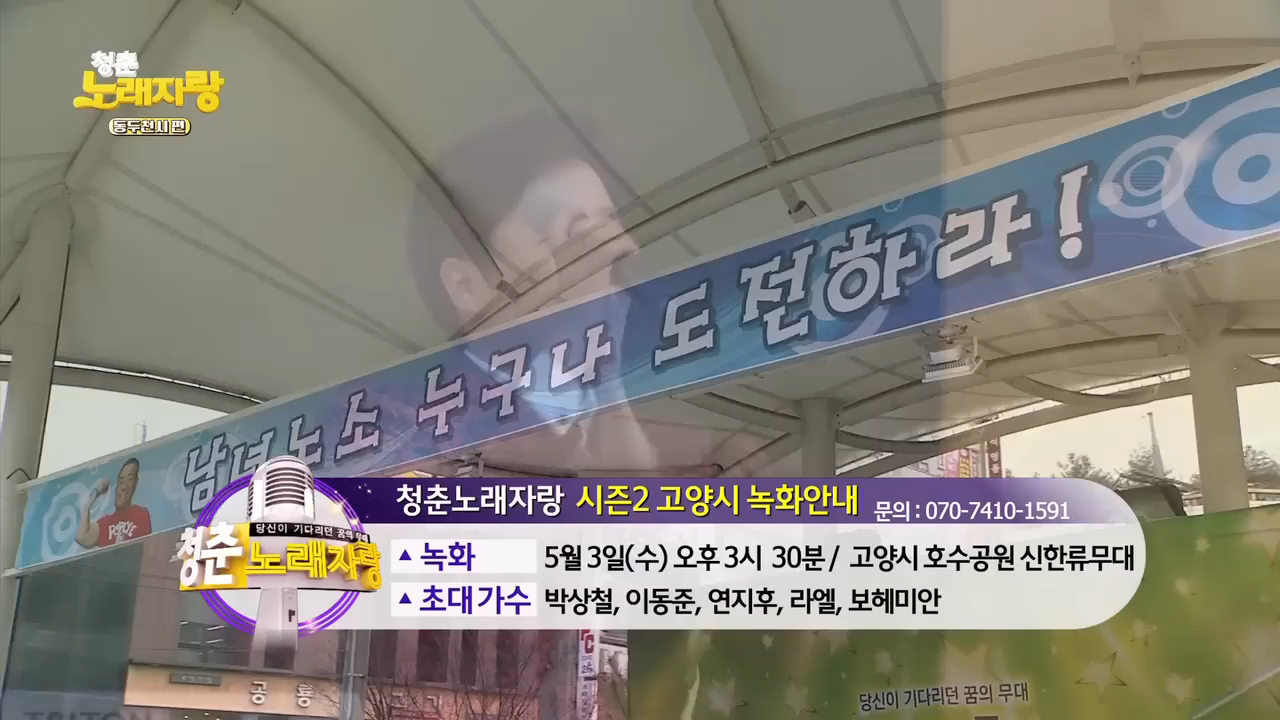 청춘
노래자랑
동두천시 편
남녀노소 누구나 도전하라!
청춘노래자랑 시즌2 고양시 녹화안내 문의 : 070-7410-1591
당신이 기다리던 꿈의 무대
청춘 노래자랑
▲ 녹화 5월 3일(수) 오후 3시 30분 / 고양시 호수공원 신한류무대
▲ 초대 가수 박상철, 이동준, 연지후, 라엘, 보헤미안
공룡
당신이 기다리던 꿈의 무대